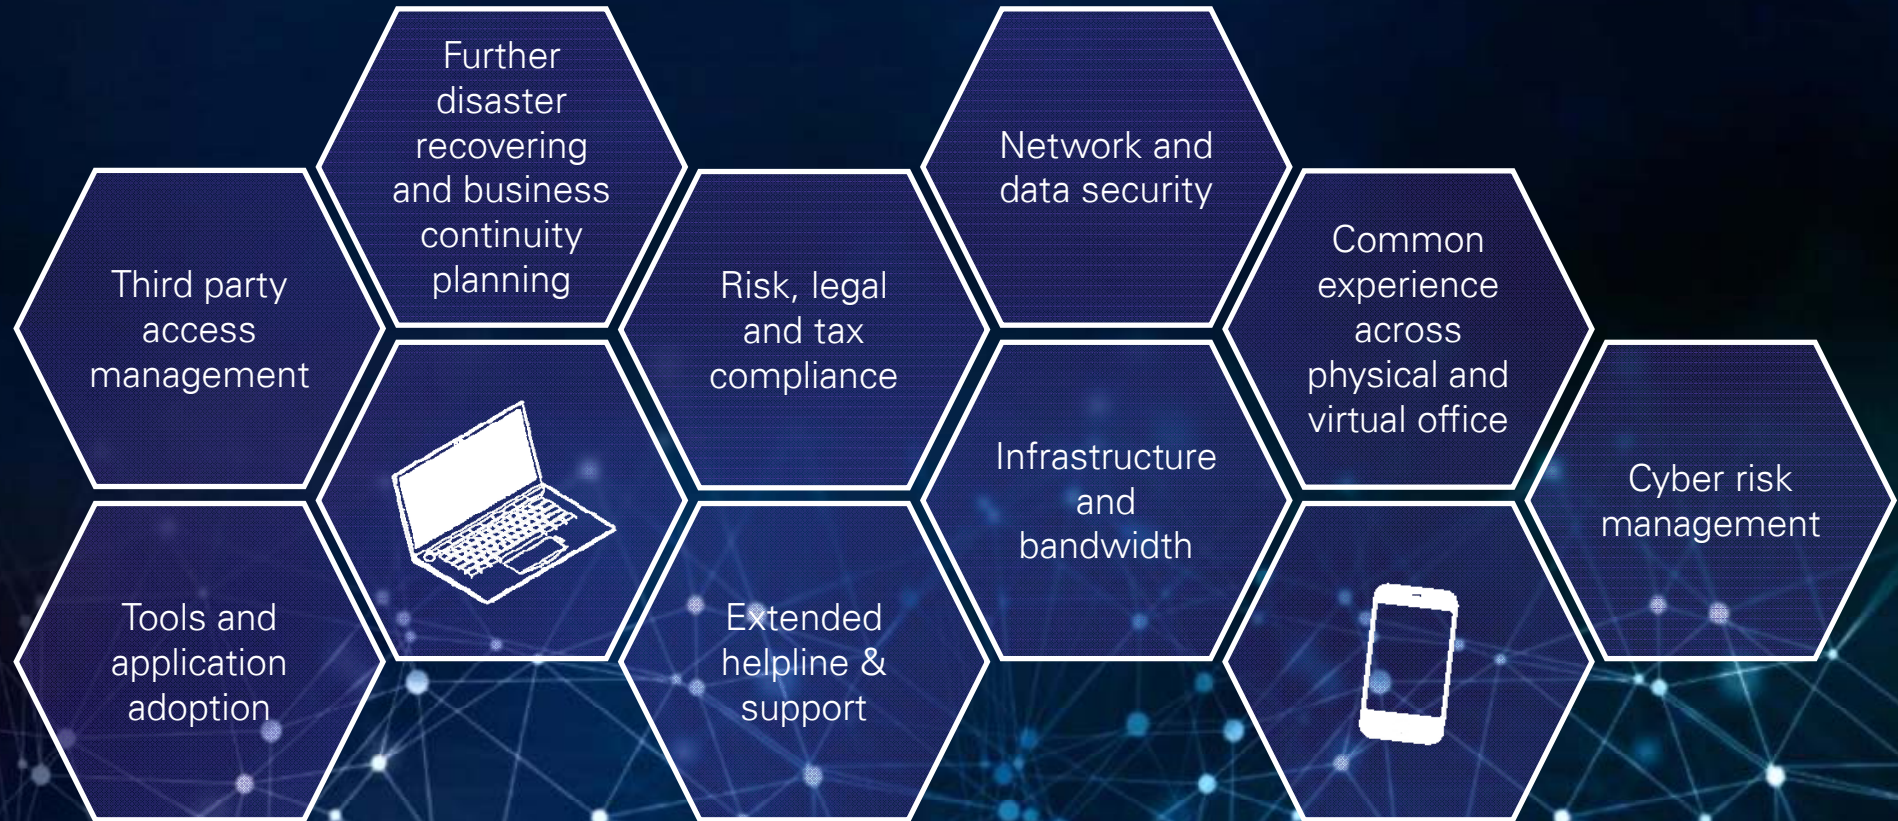 Further
disaster
recovering
and business
continuity
planning
Network and
data security
Third party
access
management
Risk, legal
and tax
compliance
Common
experience
across
physical and
virtual office
Infrastructure
and
bandwidth
Cyber risk
management
Tools and
application
adoption
Extended
helpline &
support